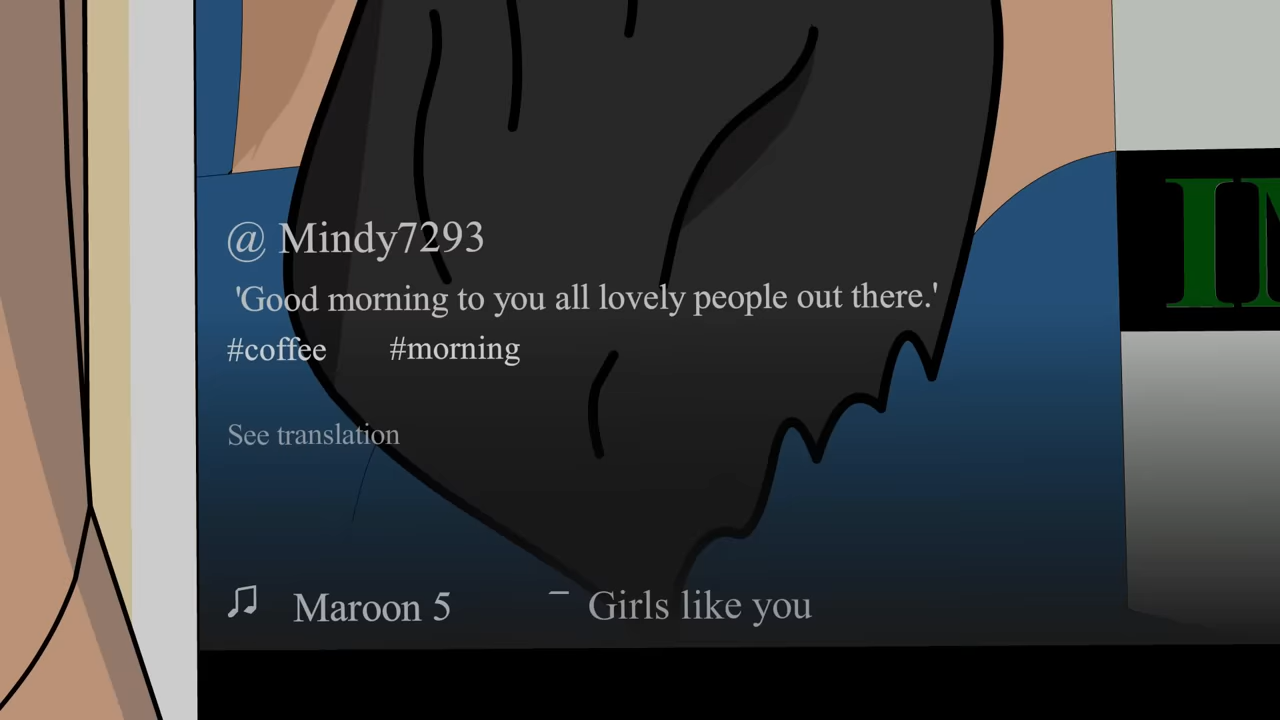 @ Mindy7293
'Good morning to you all lovely people out there.'
#coffee #morning
See translation
Maroon 5 – Girls like you